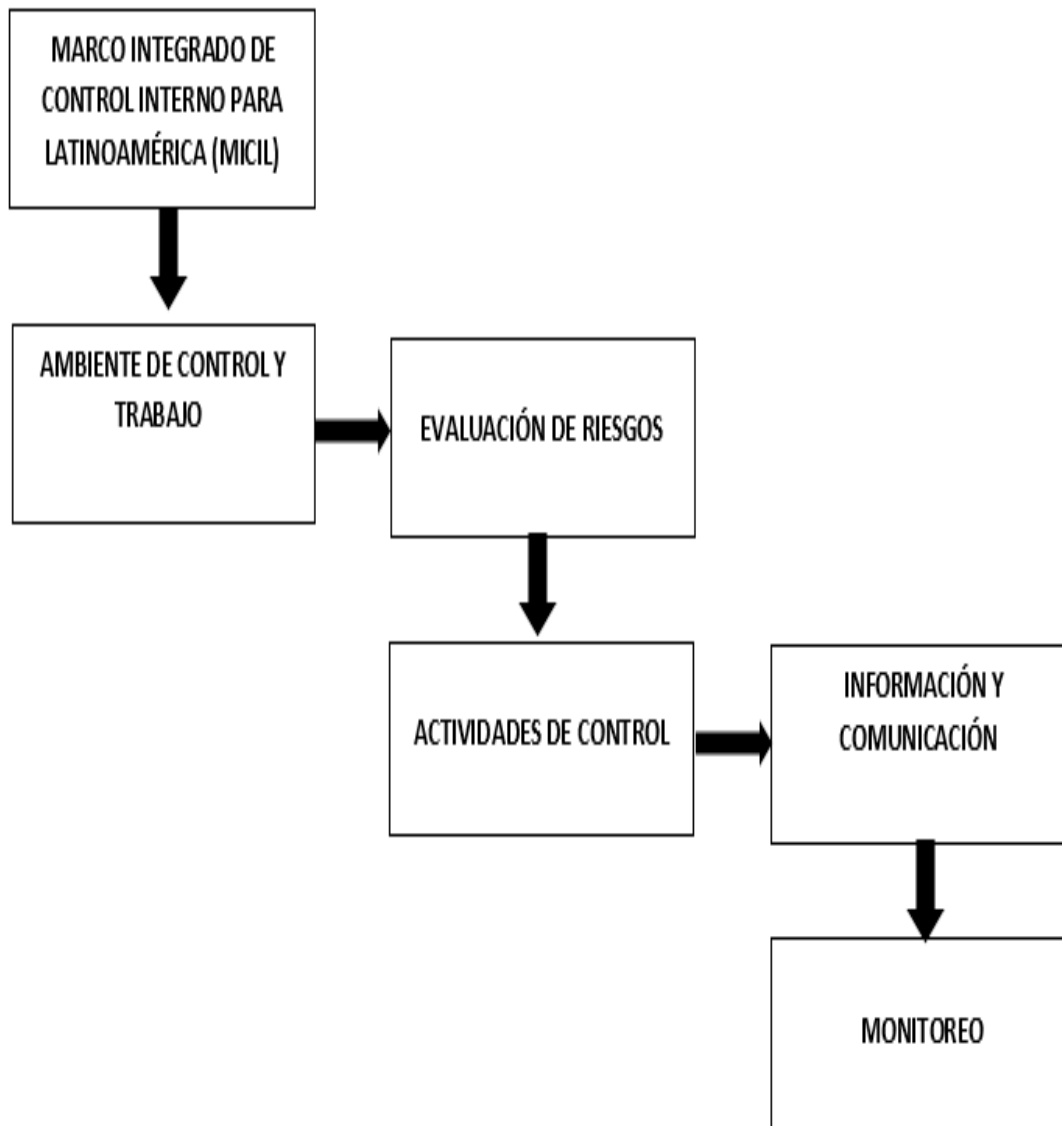 MARCO INTEGRADO DE
CONTROL INTERNO PARA
LATINOAMÉRICA (MICIL)
AMBIENTE DE CONTROL Y
TRABAJO
EVALUACIÓN DE RIESGOS
ACTIVIDADES DE CONTROL
INFORMACIÓN Y
COMUNICACIÓN
MONITOREO